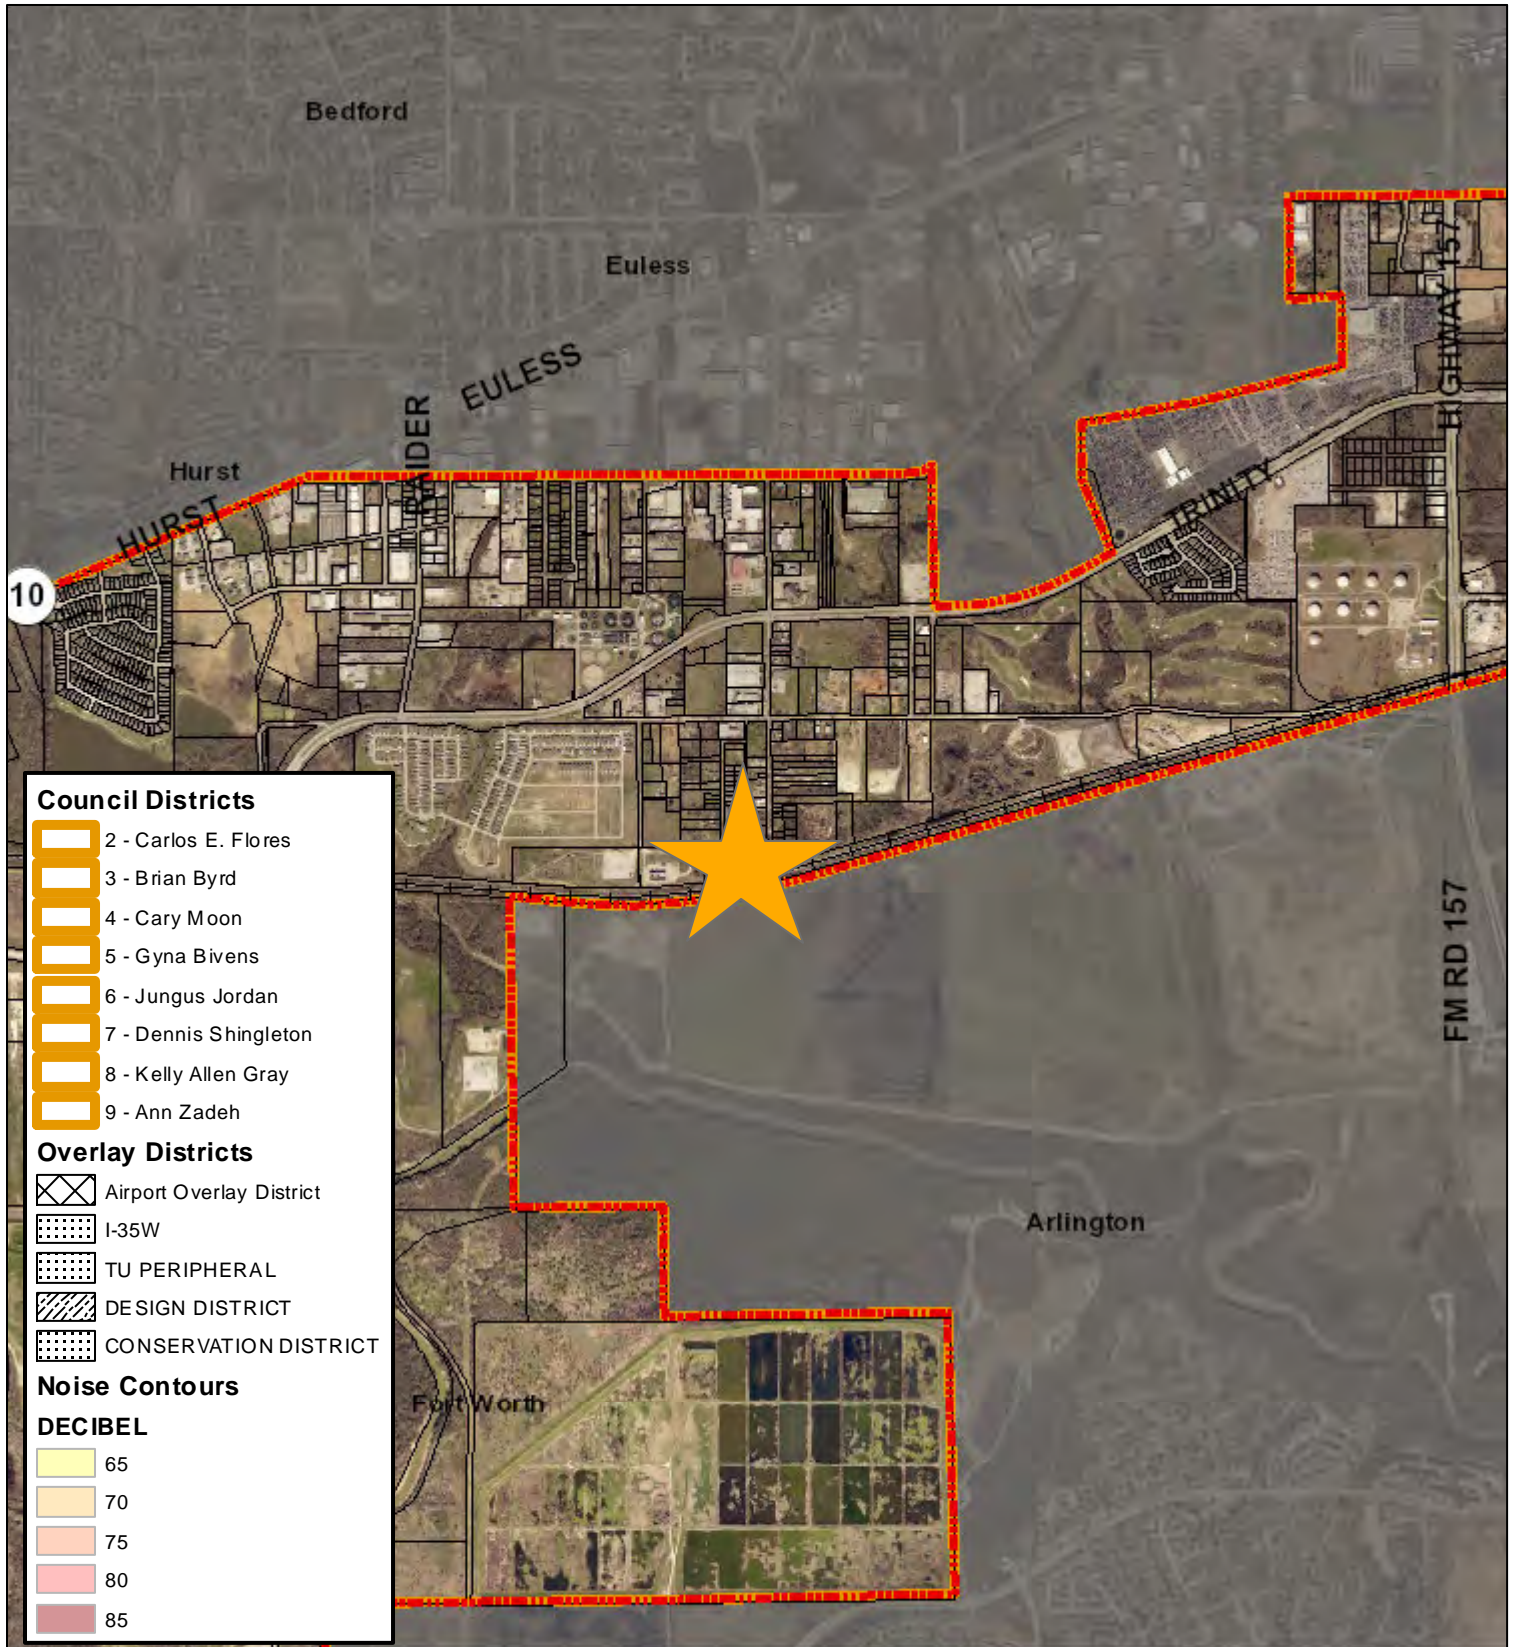 Bedford
Euless
EULESS
HIGHWAY 157
RAIDER
Hurst
HURST
TRINITY
10
FM RD 157
Arlington
Fort Worth
Council Districts
2 - Carlos E. Flores
3 - Brian Byrd
4 - Cary Moon
5 - Gyna Bivens
6 - Jungus Jordan
7 - Dennis Shingleton
8 - Kelly Allen Gray
9 - Ann Zadeh
Overlay Districts
Airport Overlay District
I-35W
TU PERIPHERAL
DESIGN DISTRICT
CONSERVATION DISTRICT
Noise Contours
DECIBEL
65
70
75
80
85